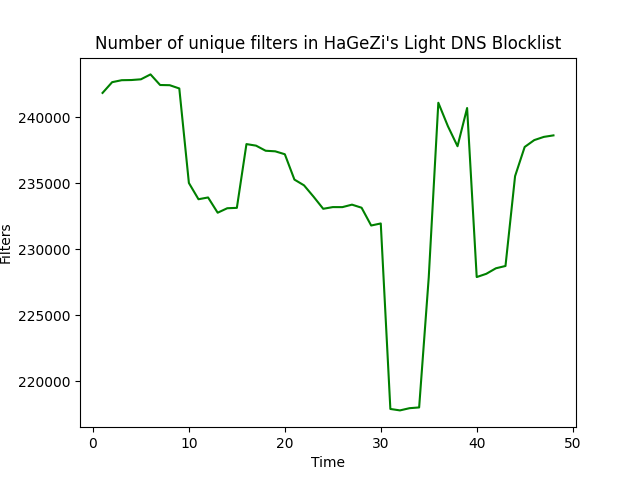 Number of unique filters in HaGeZi's Light DNS Blocklist
240000
235000
230000
225000
220000
Filters
0 10 20 30 40 50
Time